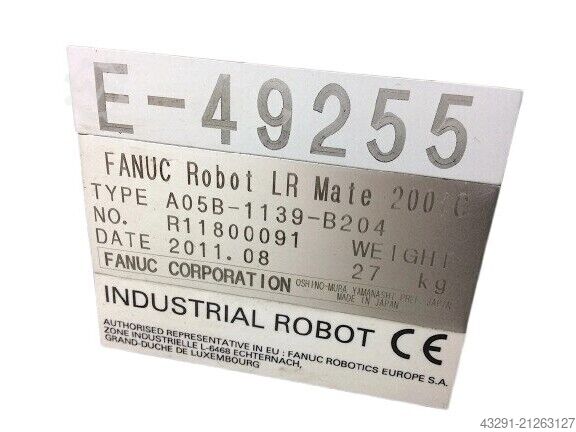 E-49255
FANUC Robot LR Mate 200iC
TYPE A05B-1139-B204
NO. R11800091 WEIGHT
DATE 2011.08 27 kg
FANUC CORPORATION OSHINO-MURA, YAMANASHI PREF. JAPAN
MADE IN JAPAN
INDUSTRIAL ROBOT CE
AUTHORISED REPRESENTATIVE IN EU : FANUC ROBOTICS EUROPE S.A.
ZONE INDUSTRIELLE L-6468 ECHTERNACH,
GRAND-DUCHE DE LUXEMBOURG
43291-21263127